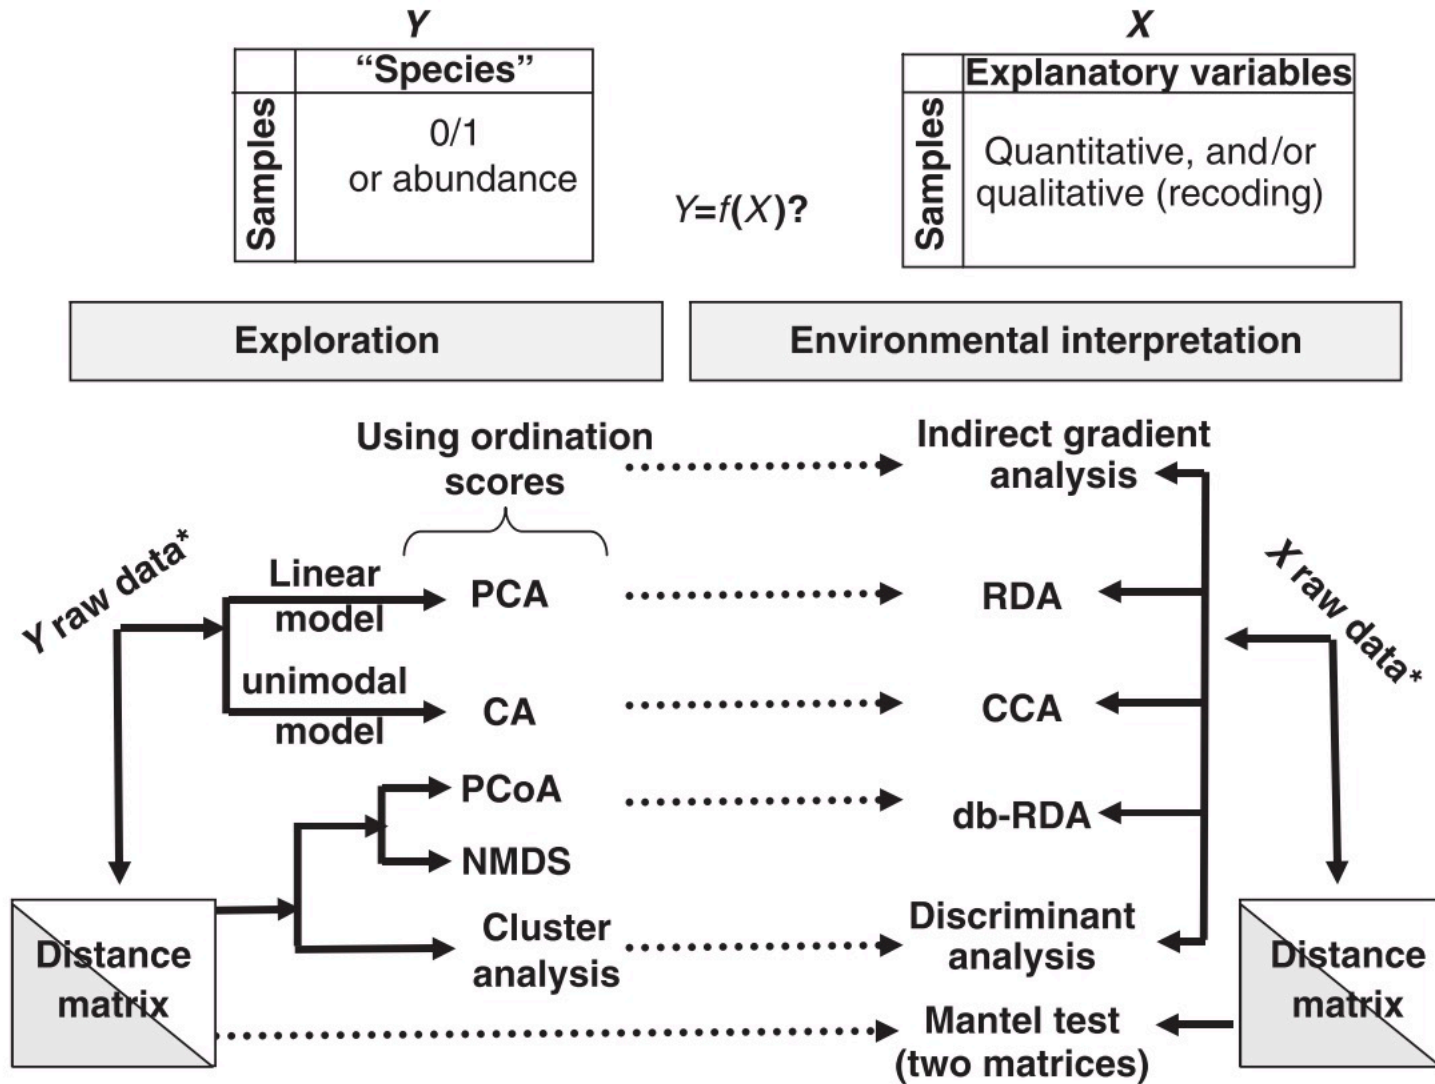 Y
X
“Species”
Samples
0/1
or abundance
Y=f(X)?
Explanatory variables
Samples
Quantitative, and/or
qualitative (recoding)
Exploration
Environmental interpretation
Using ordination
scores
Indirect gradient
analysis
Y raw data*
X raw data*
Linear
model
PCA
RDA
unimodal
model
CA
CCA
PCoA
db-RDA
NMDS
Cluster
analysis
Discriminant
analysis
Distance
matrix
Distance
matrix
Mantel test
(two matrices)